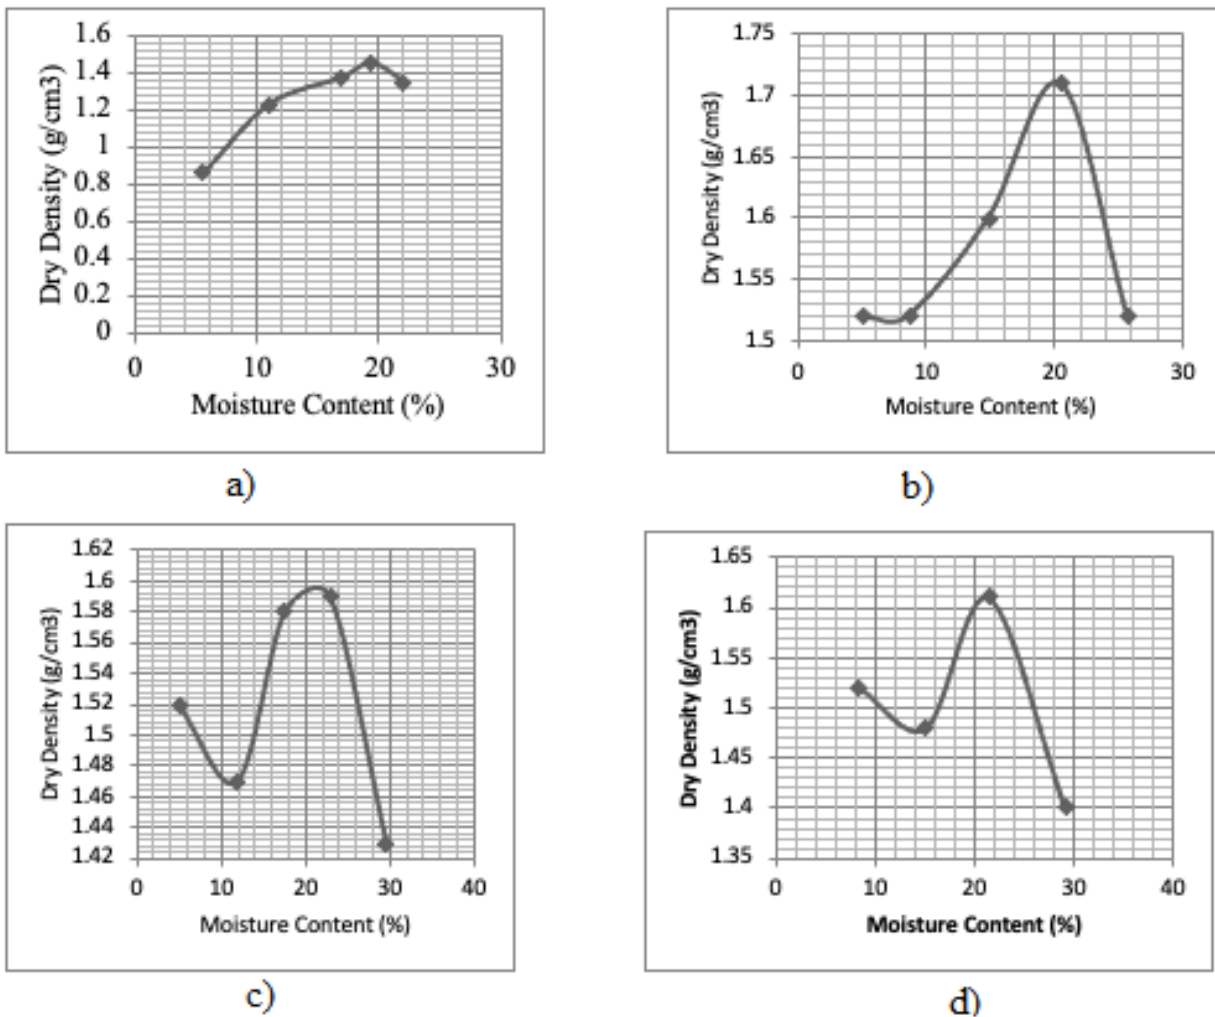 1.6
1.4
1.2
1
0.8
0.6
0.4
0.2
0
Dry Density (g/cm3)
0 10 20 30
Moisture Content (%)
a)
1.75
1.7
1.65
1.6
1.55
1.5
Dry Density (g/cm3)
0 10 20 30
Moisture Content (%)
b)
1.62
1.6
1.58
1.56
1.54
1.52
1.5
1.48
1.46
1.44
1.42
Dry Density (g/cm3)
0 10 20 30 40
Moisture Content (%)
c)
1.65
1.6
1.55
1.5
1.45
1.4
1.35
Dry Density (g/cm3)
0 10 20 30 40
Moisture Content (%)
d)